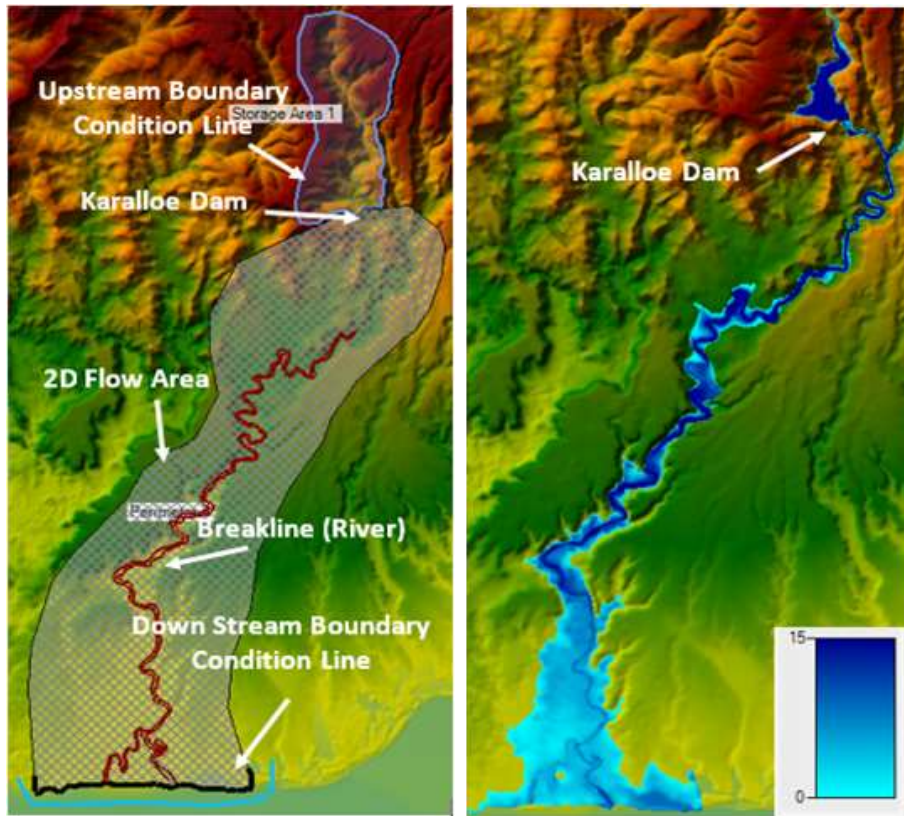 Upstream Boundary
Storage Area 1
Condition Line
Karalloe Dam
2D Flow Area
Breakline (River)
Down Stream Boundary
Condition Line
Karalloe Dam
15
0